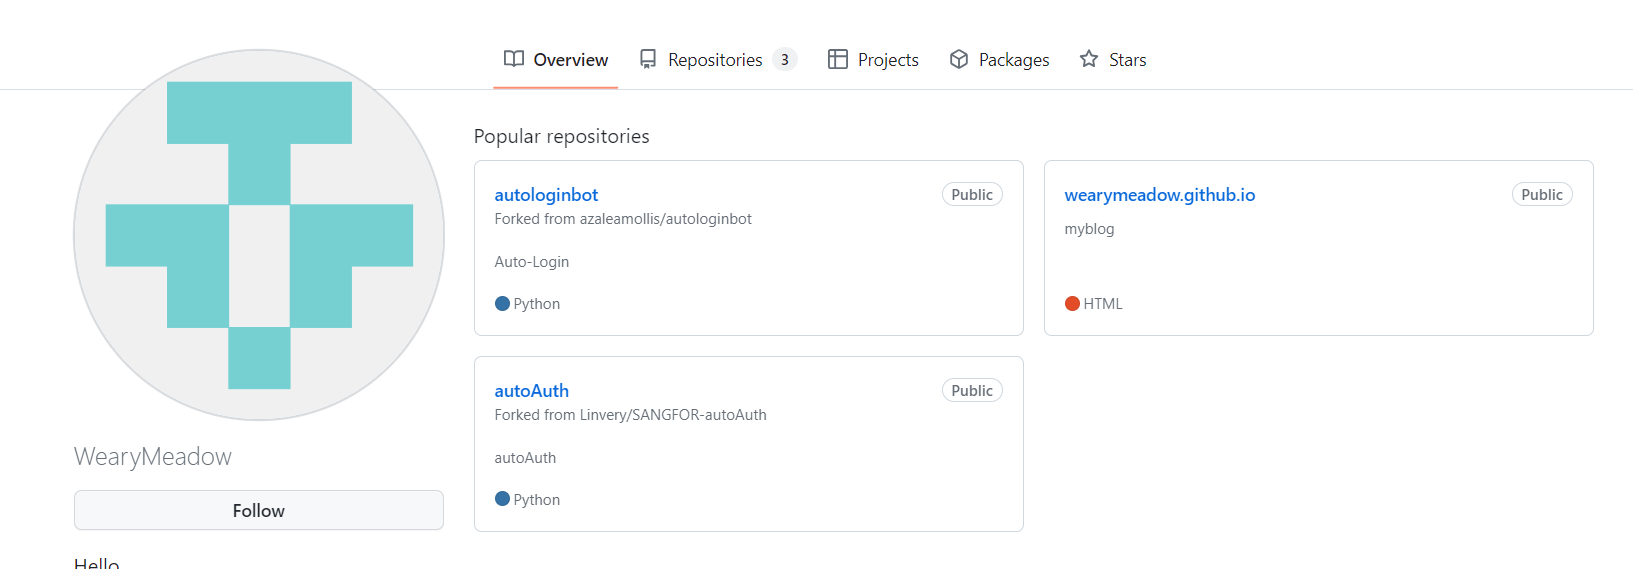 Overview Repositories 3 Projects Packages Stars
Popular repositories
autologinbot Public
Forked from azaleamollis/autologinbot
Auto-Login
Python
wearymeadow.github.io Public
myblog
HTML
autoAuth Public
Forked from Linvery/SANGFOR-autoAuth
autoAuth
Python
WearyMeadow
Follow
Hello